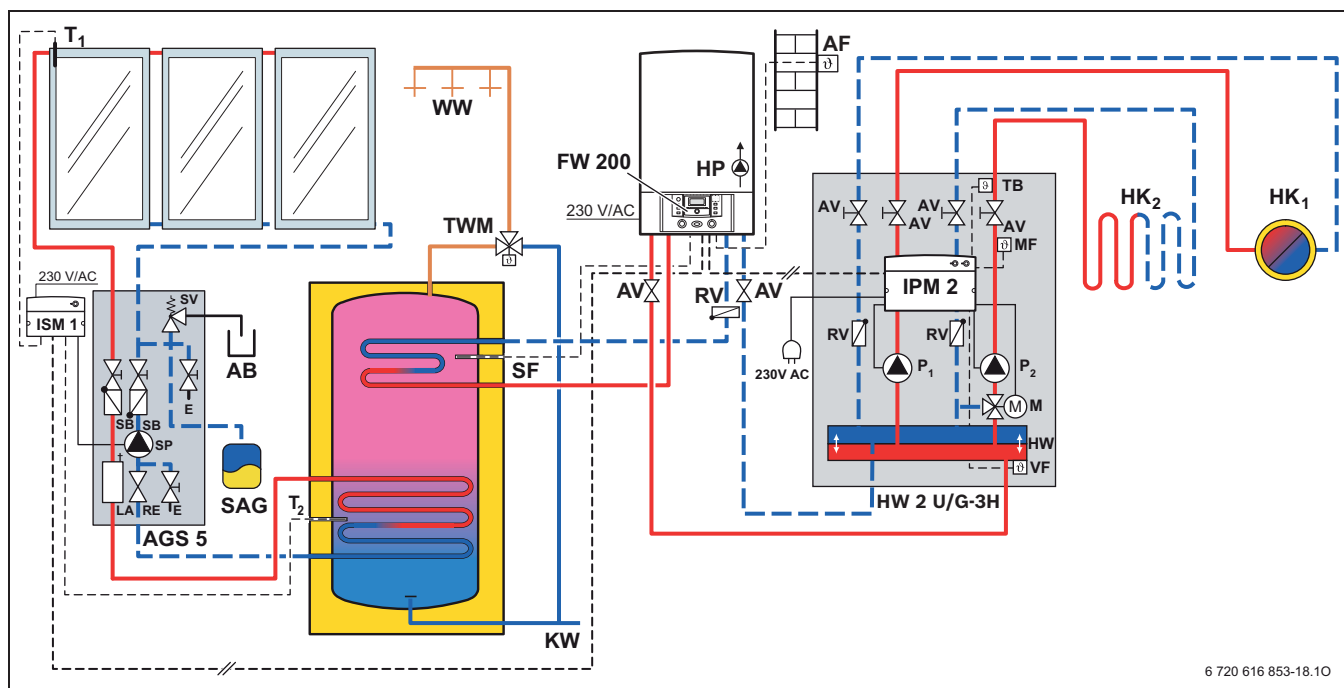 T1
AF
WW
FW 200
HP
230 V/AC
TWM
230 V/AC
ISM 1
SV
AB
E
SB
SB
SP
LA
RE
E
SAG
AGS 5
T2
SF
KW
AV
RV
AV
AV
AV
AV
AV
TB
MF
HK2
HK1
IPM 2
RV
RV
230V AC
P1
P2
M
M
HW
VF
HW 2 U/G-3H
ϑ
ϑ
ϑ
ϑ
ϑ
6 720 616 853-18.1O